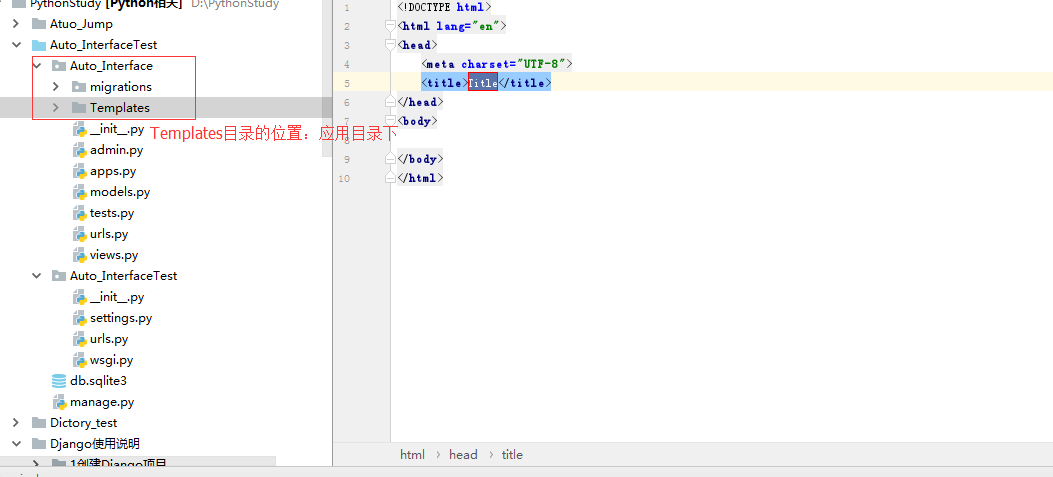 PythonStudy [Python相关] D:\PythonStudy
Atuo_Jump
Auto_InterfaceTest
Auto_Interface
migrations
Templates
__init__.py
Templates目录的位置：应用目录下
admin.py
apps.py
models.py
tests.py
urls.py
views.py
Auto_InterfaceTest
__init__.py
settings.py
urls.py
wsgi.py
db.sqlite3
manage.py
Dictory_test
Django使用说明
1创建Django项目
1 <!DOCTYPE html>
2 <html lang="en">
3 <head>
4 <meta charset="UTF-8">
5 <title>Title</title>
6 </head>
7 <body>
8
9 </body>
10 </html>
html › head › title